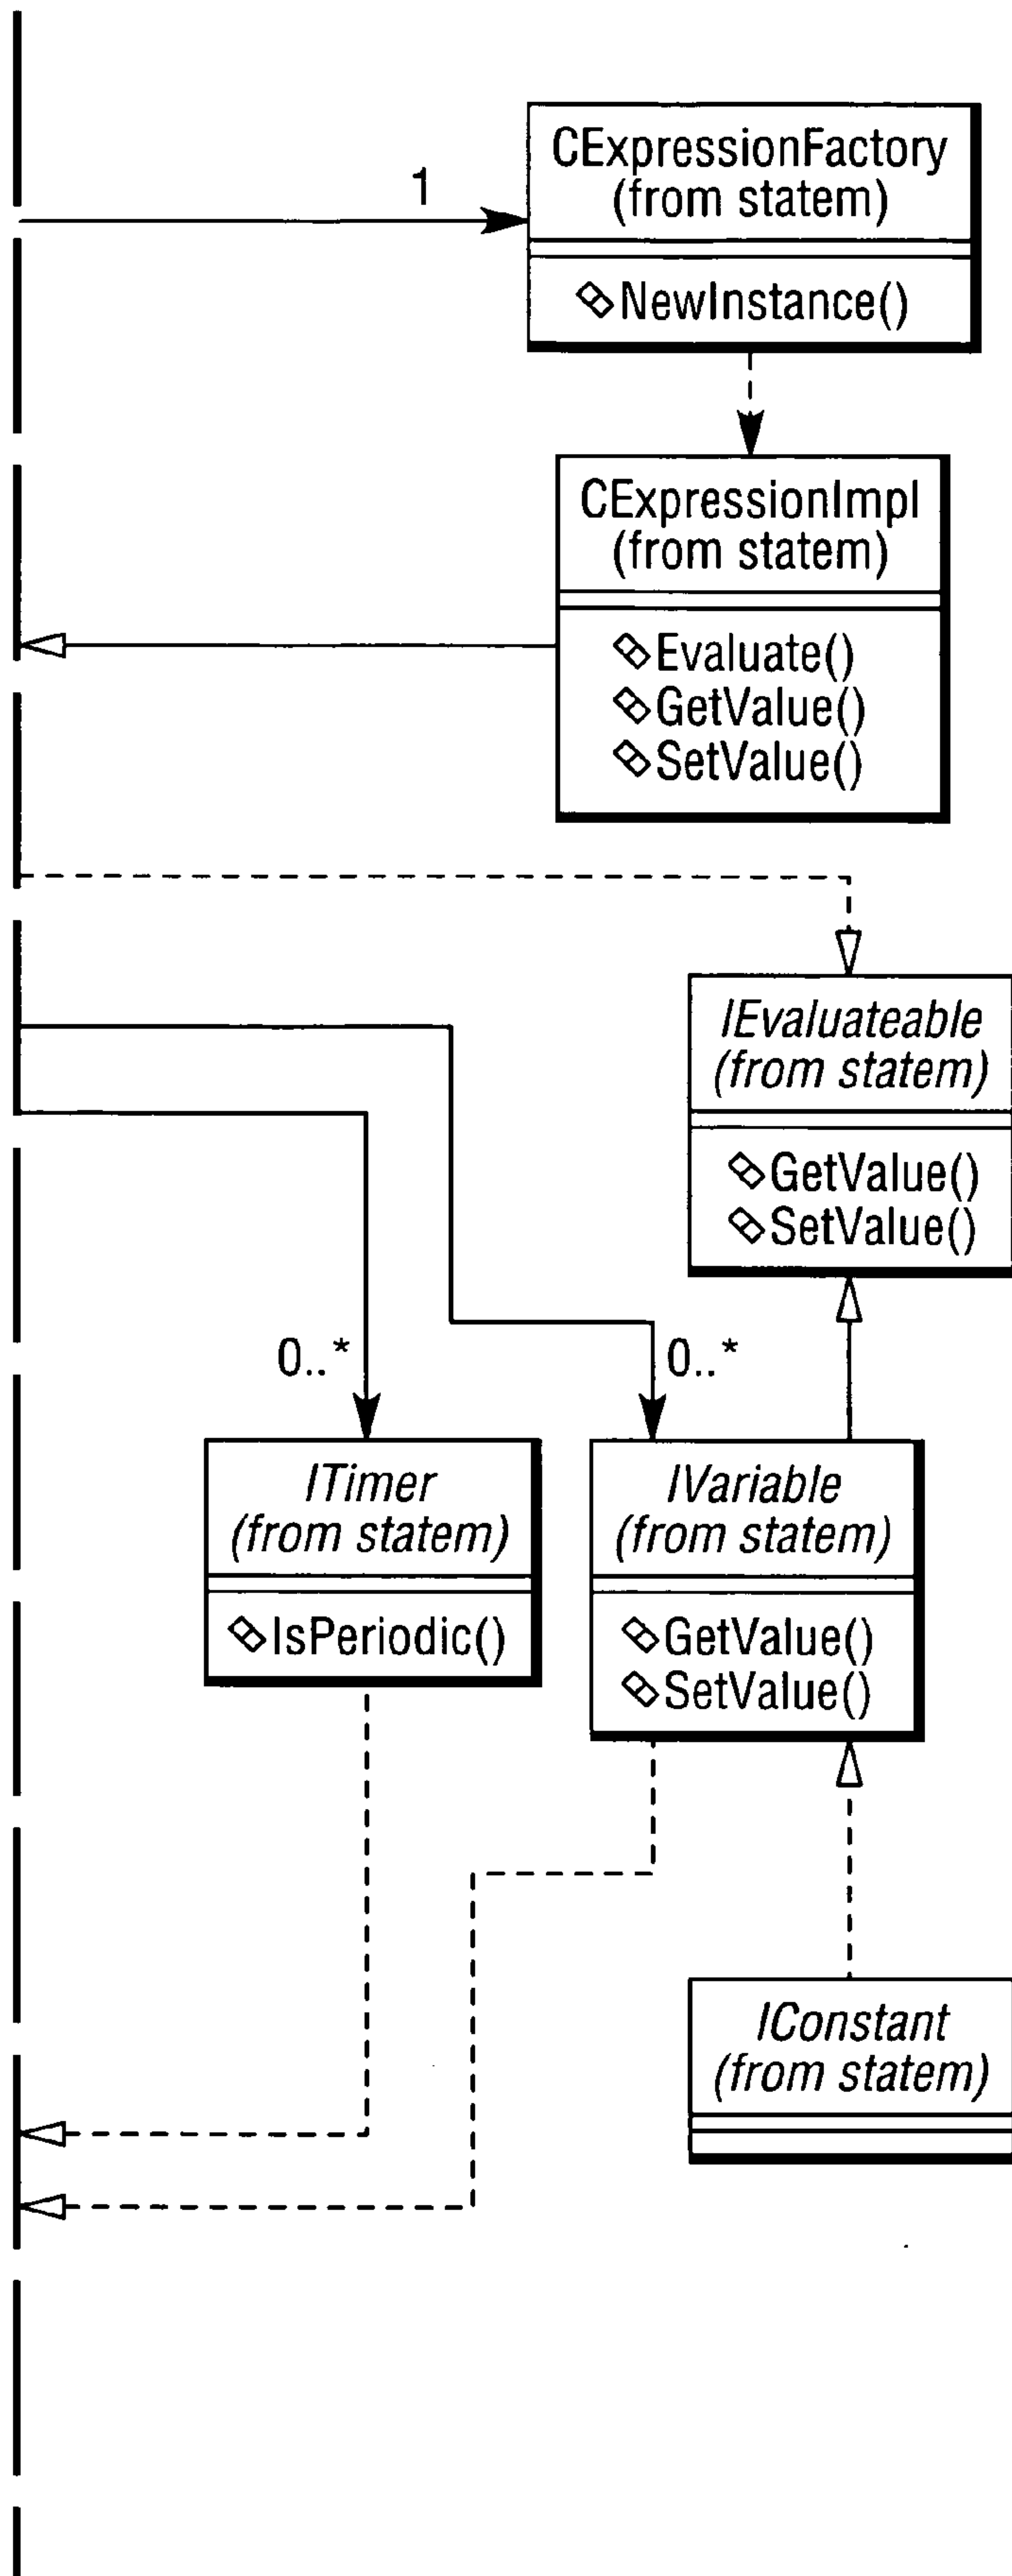 1
CExpressionFactory
(from statem)
NewInstance()
CExpressionImpl
(from statem)
Evaluate()
GetValue()
SetValue()
IEvaluateable
(from statem)
GetValue()
SetValue()
0..*
0..*
ITimer
(from statem)
IsPeriodic()
IVariable
(from statem)
GetValue()
SetValue()
IConstant
(from statem)